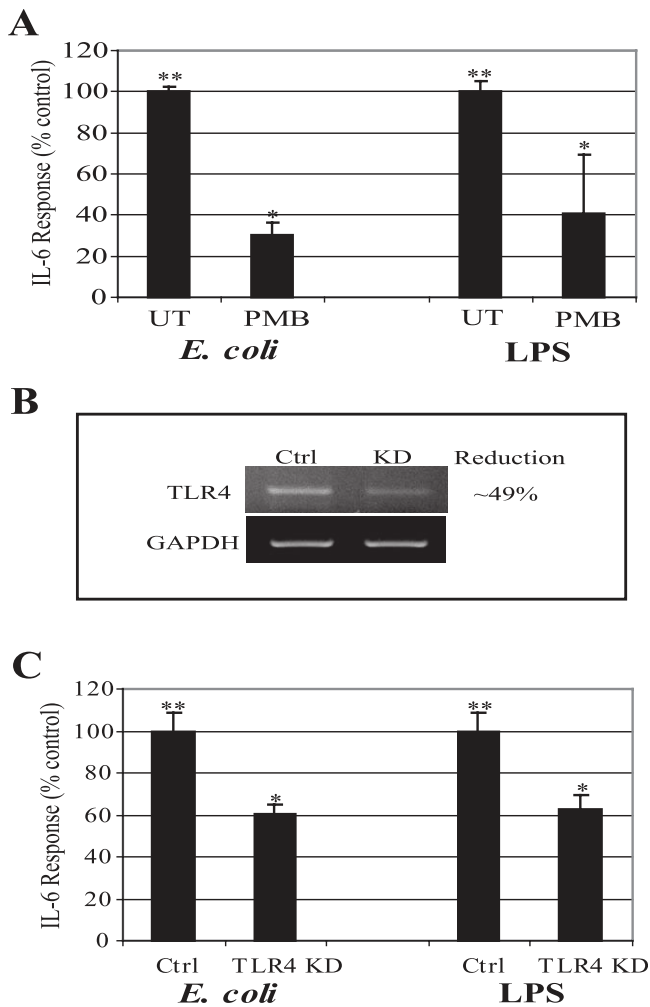 A
IL-6 Response (% control)
120
100
80
60
40
20
0
** * ** *
UT PMB UT PMB
E. coli LPS
B
Ctrl KD Reduction
TLR4 ~49%
GAPDH
C
IL-6 Response (% control)
120
100
80
60
40
20
0
** * ** *
Ctrl TLR4 KD Ctrl TLR4 KD
E. coli LPS